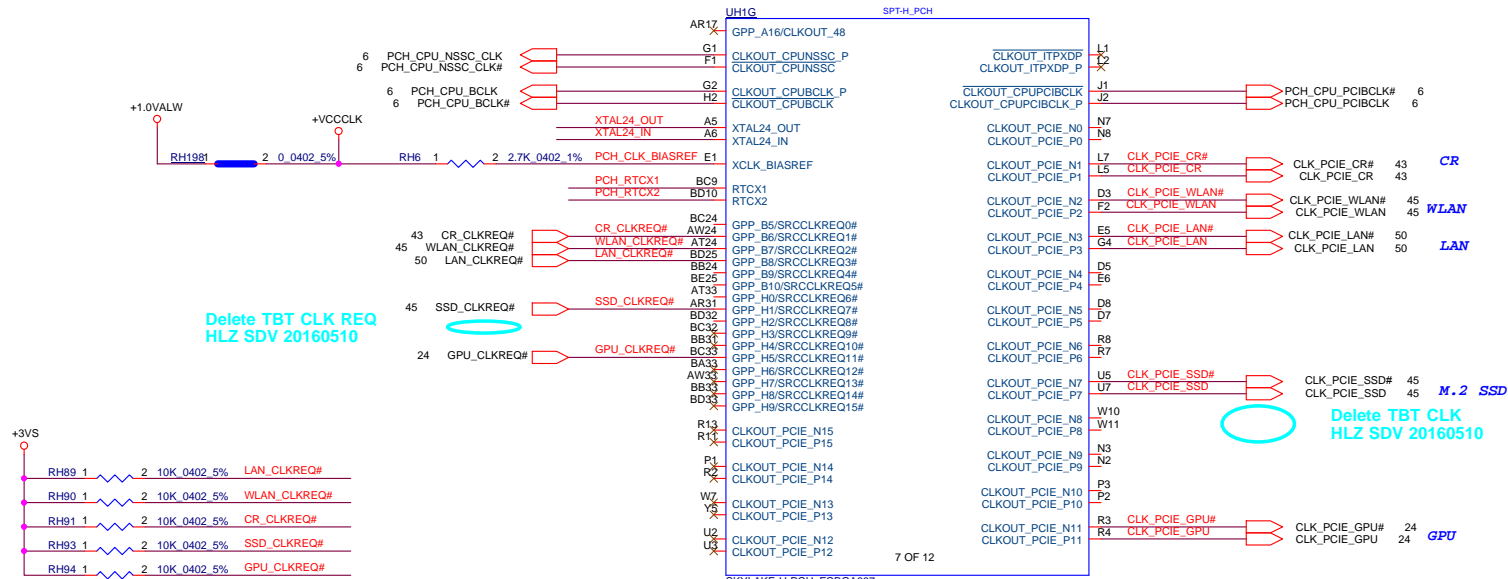 UH1G
SPT-H_PCH
AR17 GPP_A16/CLKOUT_48
6 PCH_CPU_NSSC_CLK G1 CLKOUT_CPUNSSC_P
6 PCH_CPU_NSSC_CLK# F1 CLKOUT_CPUNSSC
6 PCH_CPU_BCLK G2 CLKOUT_CPUBCLK_P
6 PCH_CPU_BCLK# H2 CLKOUT_CPUBCLK
+1.0VALW
+VCCCLK
XTAL24_OUT A5 XTAL24_OUT
XTAL24_IN A6 XTAL24_IN
RH198 1 2 0_0402_5% RH6 1 2 2.7K_0402_1% PCH_CLK_BIASREF E1 XCLK_BIASREF
PCH_RTCX1 BC9 RTCX1
PCH_RTCX2 BD10 RTCX2
BC24 GPP_B5/SRCCLKREQ0#
43 CR_CLKREQ# CR_CLKREQ# AW24 GPP_B6/SRCCLKREQ1#
45 WLAN_CLKREQ# WLAN_CLKREQ# AT24 GPP_B7/SRCCLKREQ2#
50 LAN_CLKREQ# LAN_CLKREQ# BD25 GPP_B8/SRCCLKREQ3#
BB24 GPP_B9/SRCCLKREQ4#
BE25 GPP_B10/SRCCLKREQ5#
AT33 GPP_H0/SRCCLKREQ6#
45 SSD_CLKREQ# SSD_CLKREQ# AR31 GPP_H1/SRCCLKREQ7#
BD32 GPP_H2/SRCCLKREQ8#
BC32 GPP_H3/SRCCLKREQ9#
BB31 GPP_H4/SRCCLKREQ10#
24 GPU_CLKREQ# GPU_CLKREQ# BC33 GPP_H5/SRCCLKREQ11#
BA33 GPP_H6/SRCCLKREQ12#
AW33 GPP_H7/SRCCLKREQ13#
BB33 GPP_H8/SRCCLKREQ14#
BD33 GPP_H9/SRCCLKREQ15#
Delete TBT CLK REQ
HLZ SDV 20160510
R13 CLKOUT_PCIE_N15
R11 CLKOUT_PCIE_P15
P1 CLKOUT_PCIE_N14
R2 CLKOUT_PCIE_P14
W7 CLKOUT_PCIE_N13
Y5 CLKOUT_PCIE_P13
U2 CLKOUT_PCIE_N12
U3 CLKOUT_PCIE_P12
+3VS
RH89 1 2 10K_0402_5% LAN_CLKREQ#
RH90 1 2 10K_0402_5% WLAN_CLKREQ#
RH91 1 2 10K_0402_5% CR_CLKREQ#
RH93 1 2 10K_0402_5% SSD_CLKREQ#
RH94 1 2 10K_0402_5% GPU_CLKREQ#
CLKOUT_ITPXDP L1
CLKOUT_ITPXDP_P L2
CLKOUT_CPUPCIBCLK J1 PCH_CPU_PCIBCLK# 6
CLKOUT_CPUPCIBCLK_P J2 PCH_CPU_PCIBCLK 6
CLKOUT_PCIE_N0 N7
CLKOUT_PCIE_P0 N8
CLKOUT_PCIE_N1 L7 CLK_PCIE_CR# CLK_PCIE_CR# 43
CLKOUT_PCIE_P1 L5 CLK_PCIE_CR CLK_PCIE_CR 43
CR
CLKOUT_PCIE_N2 D3 CLK_PCIE_WLAN# CLK_PCIE_WLAN# 45
CLKOUT_PCIE_P2 F2 CLK_PCIE_WLAN CLK_PCIE_WLAN 45
WLAN
CLKOUT_PCIE_N3 E5 CLK_PCIE_LAN# CLK_PCIE_LAN# 50
CLKOUT_PCIE_P3 G4 CLK_PCIE_LAN CLK_PCIE_LAN 50
LAN
CLKOUT_PCIE_N4 D5
CLKOUT_PCIE_P4 E6
CLKOUT_PCIE_N5 D8
CLKOUT_PCIE_P5 D7
CLKOUT_PCIE_N6 R8
CLKOUT_PCIE_P6 R7
CLKOUT_PCIE_N7 U5 CLK_PCIE_SSD# CLK_PCIE_SSD# 45
CLKOUT_PCIE_P7 U7 CLK_PCIE_SSD CLK_PCIE_SSD 45
M.2 SSD
CLKOUT_PCIE_N8 W10
CLKOUT_PCIE_P8 W11
Delete TBT CLK
HLZ SDV 20160510
CLKOUT_PCIE_N9 N3
CLKOUT_PCIE_P9 N2
CLKOUT_PCIE_N10 P3
CLKOUT_PCIE_P10 P2
CLKOUT_PCIE_N11 R3 CLK_PCIE_GPU# CLK_PCIE_GPU# 24
CLKOUT_PCIE_P11 R4 CLK_PCIE_GPU CLK_PCIE_GPU 24
GPU
7 OF 12